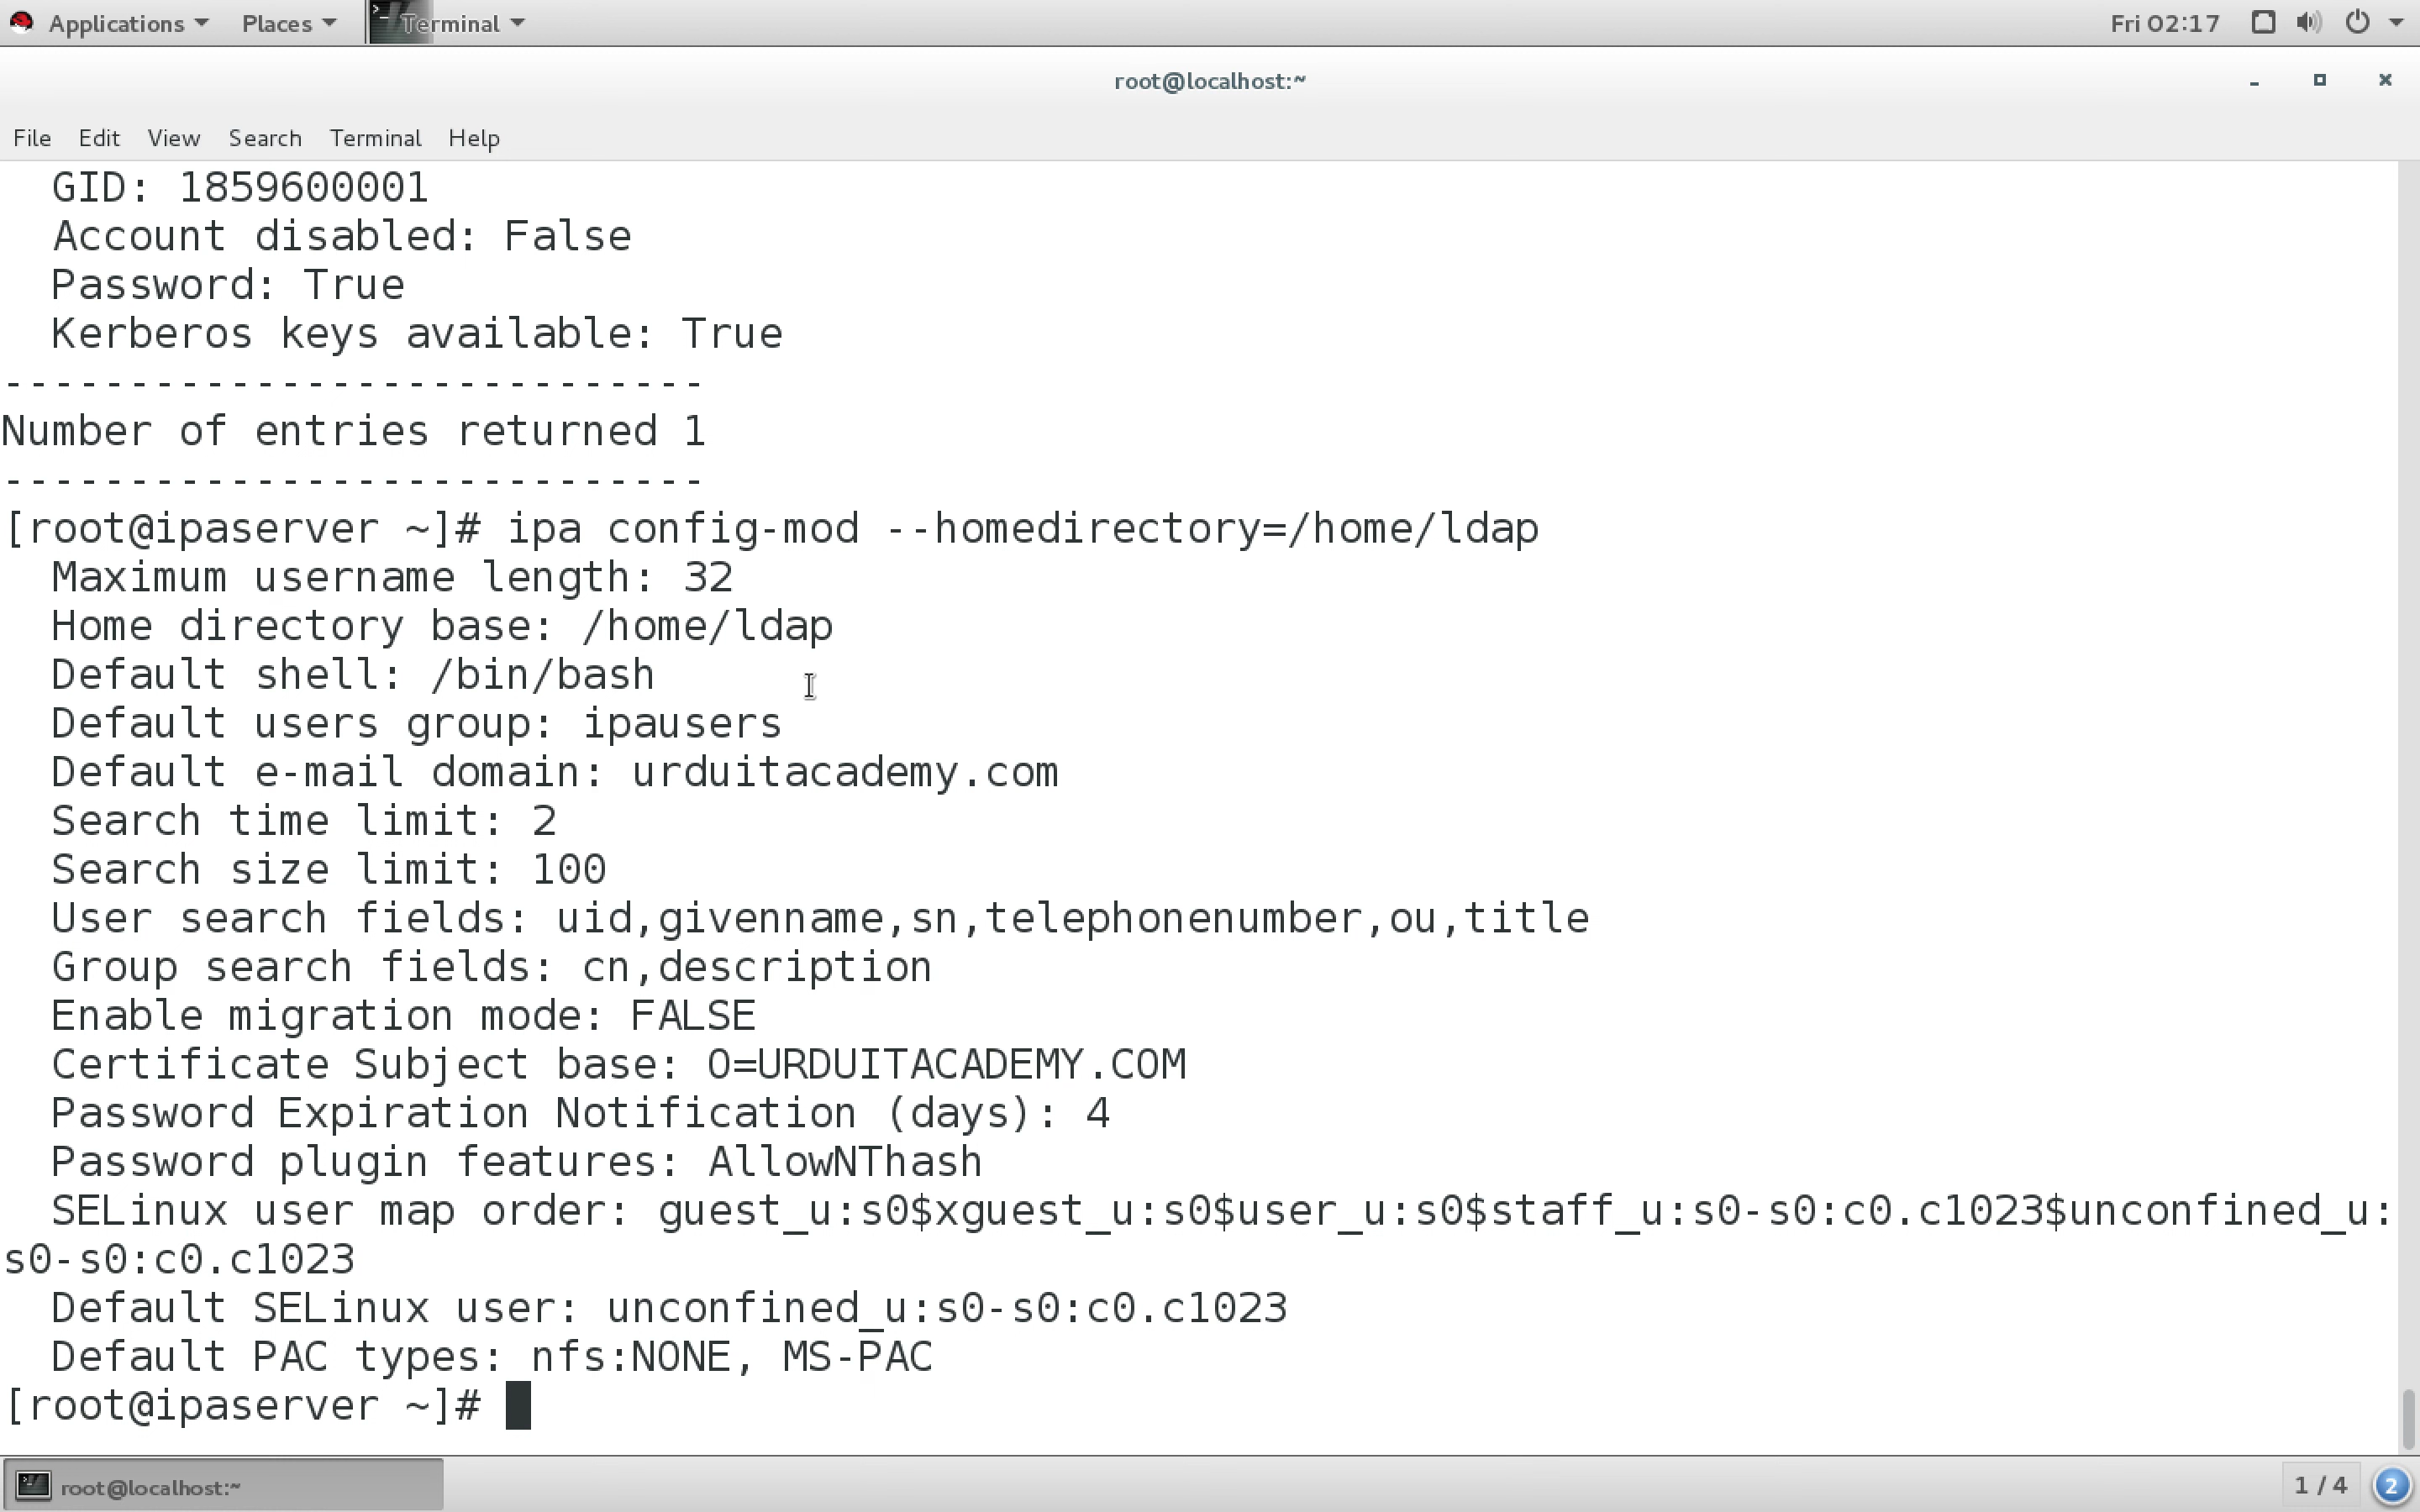 Applications Places Terminal Fri 02:17
root@localhost:~
File Edit View Search Terminal Help
GID: 1859600001
Account disabled: False
Password: True
Kerberos keys available: True
----------------------------
Number of entries returned 1
----------------------------
[root@ipaserver ~]# ipa config-mod --homedirectory=/home/ldap
Maximum username length: 32
Home directory base: /home/ldap
Default shell: /bin/bash
Default users group: ipausers
Default e-mail domain: urduitacademy.com
Search time limit: 2
Search size limit: 100
User search fields: uid,givenname,sn,telephonenumber,ou,title
Group search fields: cn,description
Enable migration mode: FALSE
Certificate Subject base: O=URDUITACADEMY.COM
Password Expiration Notification (days): 4
Password plugin features: AllowNThash
SELinux user map order: guest_u:s0$xguest_u:s0$user_u:s0$staff_u:s0-s0:c0.c1023$unconfined_u:
s0-s0:c0.c1023
Default SELinux user: unconfined_u:s0-s0:c0.c1023
Default PAC types: nfs:NONE, MS-PAC
[root@ipaserver ~]#
root@localhost:~ 1 / 4 2